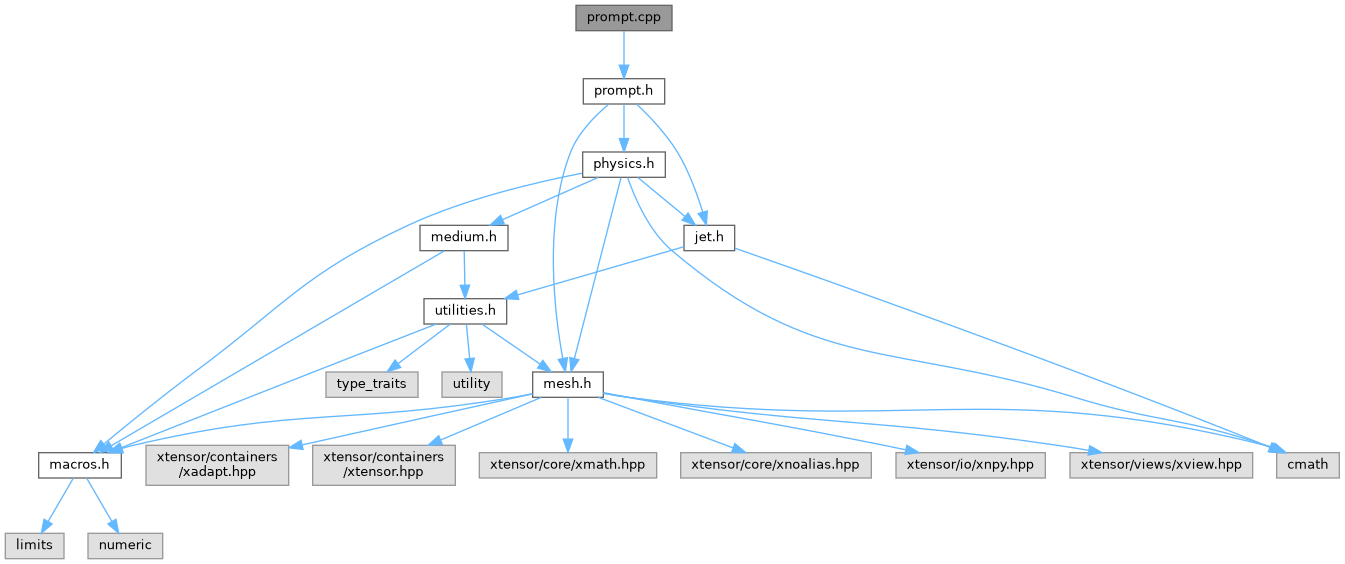 prompt.cpp
prompt.h
physics.h
medium.h
jet.h
utilities.h
type_traits
utility
mesh.h
macros.h
xtensor/containers
/xadapt.hpp
xtensor/containers
/xtensor.hpp
xtensor/core/xmath.hpp
xtensor/core/xnoalias.hpp
xtensor/io/xnpy.hpp
xtensor/views/xview.hpp
cmath
limits
numeric